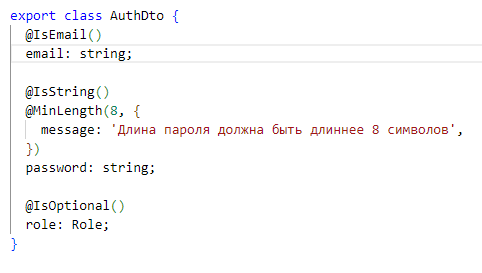 export class AuthDto {
@IsEmail()
email: string;
@IsString()
@MinLength(8, {
message: 'Длина пароля должна быть длиннее 8 символов',
})
password: string;
@IsOptional()
role: Role;
}